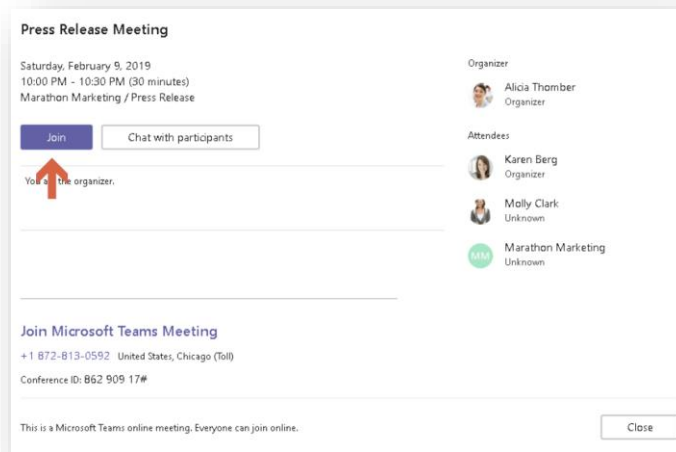 Press Release Meeting
Saturday, February 9, 2019
10:00 PM - 10:30 PM (30 minutes)
Marathon Marketing / Press Release
Join
Chat with participants
You are the organizer.
Organizer
Alicia Thomber
Organizer
Attendees
Karen Berg
Organizer
Molly Clark
Unknown
MM
Marathon Marketing
Unknown
Join Microsoft Teams Meeting
+1 872-813-0592 United States, Chicago (Toll)
Conference ID: 862 909 17#
This is a Microsoft Teams online meeting. Everyone can join online.
Close